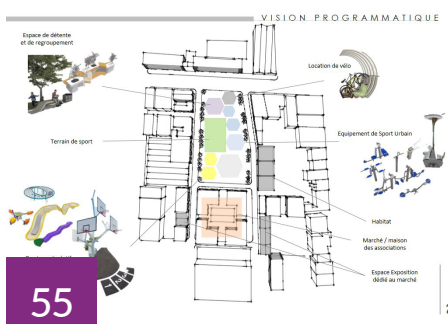 VISION PROGRAMMATIQUE
Espace de détente
et de regroupement
Location de vélo
Terrain de sport
Equipement de Sport Urbain
Habitat
Marché / maison
des associations
Espace Exposition
dédié au marché
55